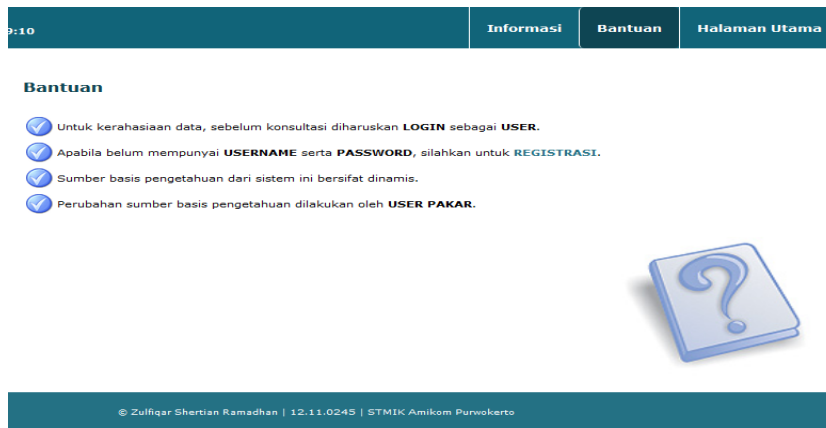 9:10
Informasi
Bantuan
Halaman Utama
Bantuan
Untuk kerahasiaan data, sebelum konsultasi diharuskan LOGIN sebagai USER.
Apabila belum mempunyai USERNAME serta PASSWORD, silahkan untuk REGISTRASI.
Sumber basis pengetahuan dari sistem ini bersifat dinamis.
Perubahan sumber basis pengetahuan dilakukan oleh USER PAKAR.
?
© Zulfiqar Shertian Ramadhan | 12.11.0245 | STMIK Amikom Purwokerto